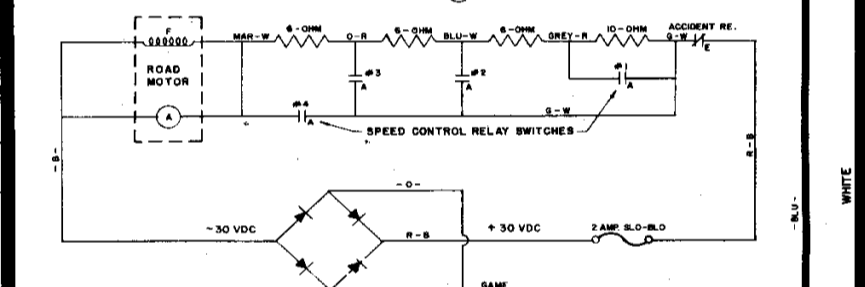 F
MAR-W
6-OHM
O-R
6-OHM
BLU-W
6-OHM
GREY-R
10-OHM
G-W
ACCIDENT RE.
E
ROAD
MOTOR
A
#3
A
#2
A
#1
A
#4
A
G-W
SPEED CONTROL RELAY SWITCHES
-B-
R-B
-BLU-
WHITE
-O-
~30 VDC
R-B
+ 30 VDC
2 AMP. SLO-BLO
GAME